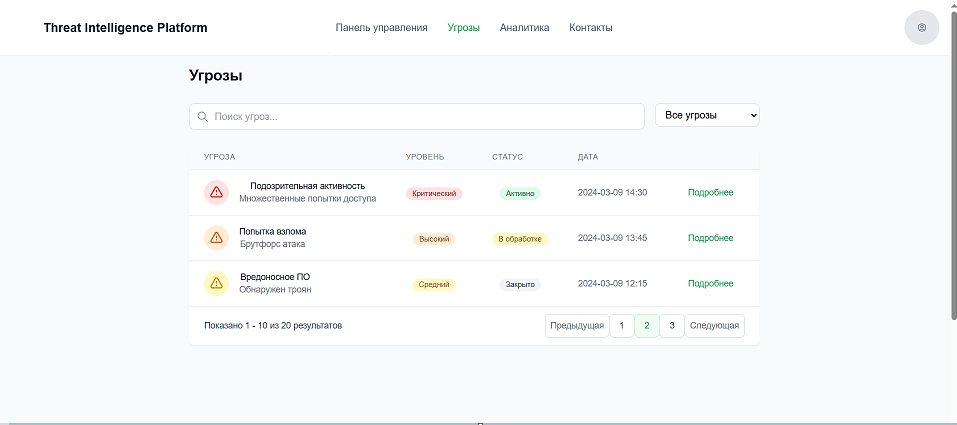 Threat Intelligence Platform
Панель управления Угрозы Аналитика Контакты
Угрозы
Поиск угроз...
Все угрозы
УГРОЗА УРОВЕНЬ СТАТУС ДАТА
Подозрительная активность
Множественные попытки доступа
Критический Активно 2024-03-09 14:30 Подробнее
Попытка взлома
Брутфорс атака
Высокий В обработке 2024-03-09 13:45 Подробнее
Вредоносное ПО
Обнаружен троян
Средний Закрыто 2024-03-09 12:15 Подробнее
Показано 1 - 10 из 20 результатов
Предыдущая 1 2 3 Следующая